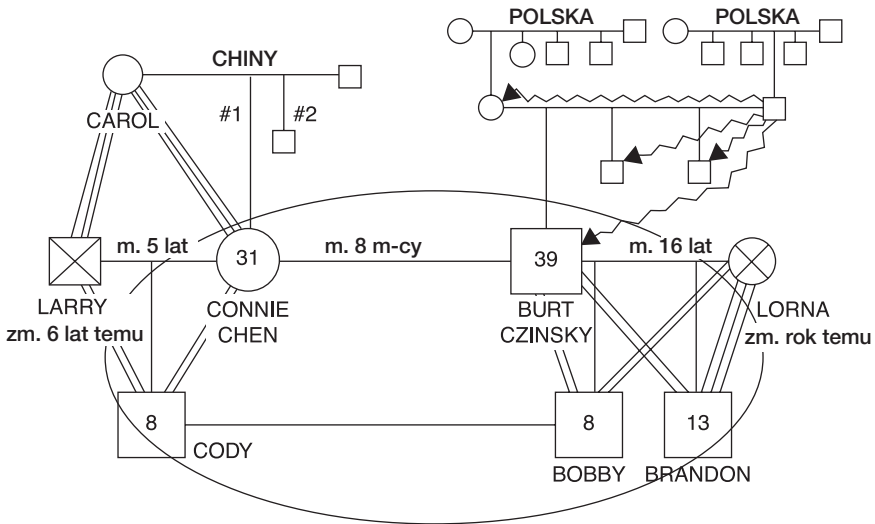 POLSKA
POLSKA
CHINY
#1
#2
CAROL
m. 5 lat
31
m. 8 m-cy
39
m. 16 lat
LARRY
zm. 6 lat temu
CONNIE
CHEN
BURT
CZINSKY
LORNA
zm. rok temu
8
CODY
8
BOBBY
13
BRANDON